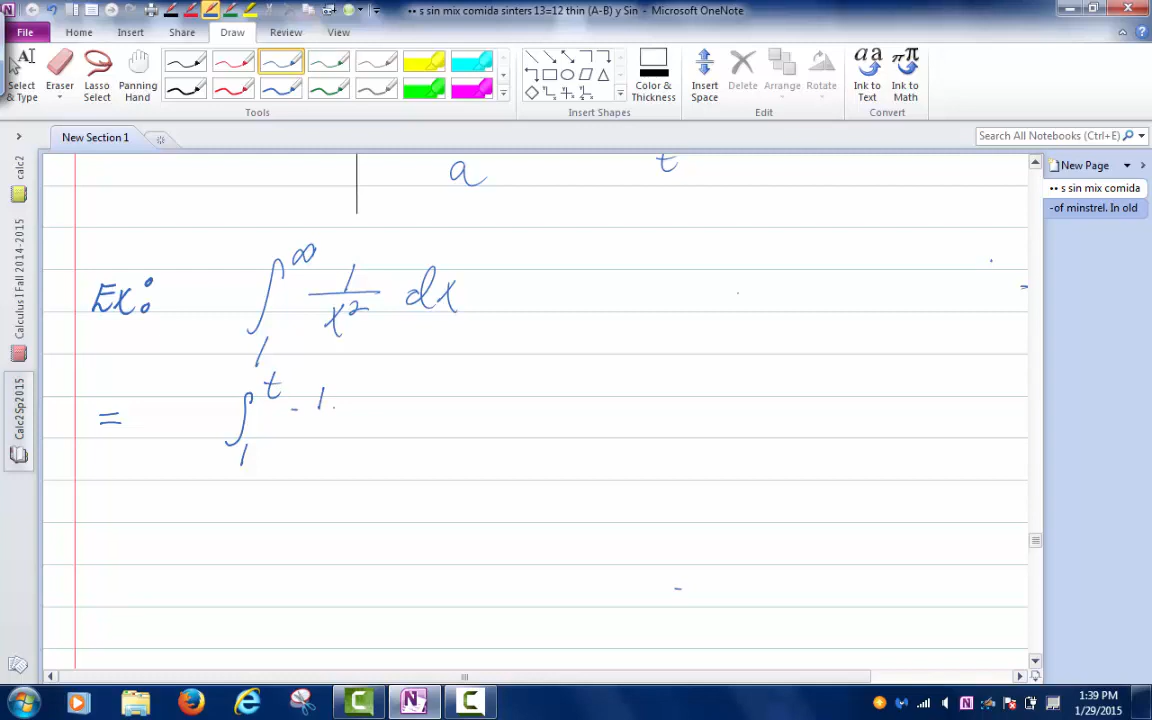 •• s sin mix comida sinters 13=12 thin (A-B) y Sin - Microsoft OneNote
File Home Insert Share Draw Review View
Select & Type
Eraser
Lasso Select
Panning Hand
Color & Thickness
Insert Space
Delete
Arrange
Rotate
Ink to Text
Ink to Math
Tools
Insert Shapes
Edit
Convert
New Section 1
Search All Notebooks (Ctrl+E)
calc2
Calculus I Fall 2014-2015
Calc2Sp2015
New Page
•• s sin mix comida
-of minstrel. In old
a t
Ex: ∫₁^∞ 1/x² dx
= ∫₁^t - 1
1:39 PM
1/29/2015